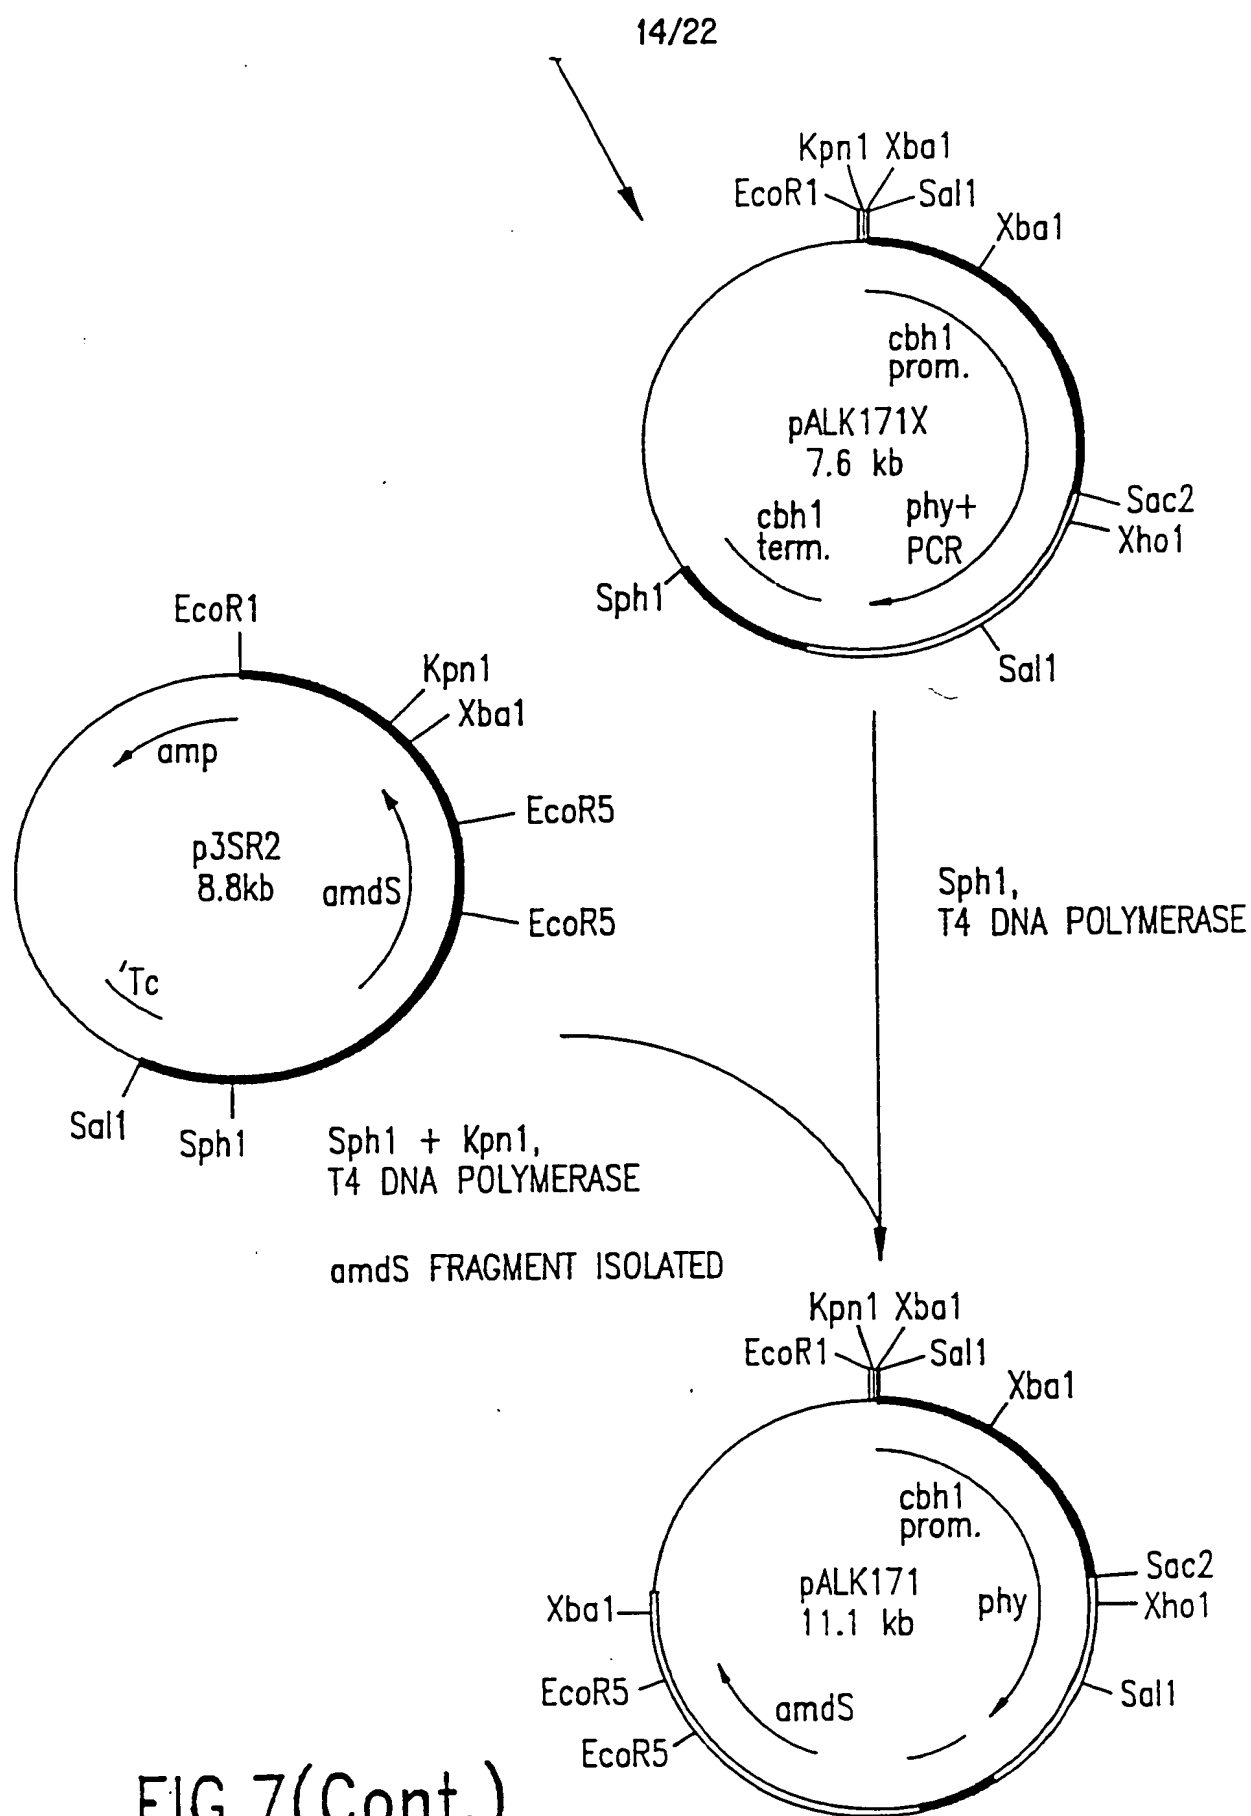 14/22
Kpn1 Xba1
EcoR1
Sal1
Xba1
cbh1
prom.
pALK171X
7.6 kb
cbh1
term.
phy+
PCR
Sac2
Xho1
Sph1
Sal1
EcoR1
Kpn1
Xba1
amp
EcoR5
p3SR2
8.8kb
amdS
EcoR5
'Tc
Sal1
Sph1
Sph1,
T4 DNA POLYMERASE
Sph1 + Kpn1,
T4 DNA POLYMERASE
amdS FRAGMENT ISOLATED
Kpn1 Xba1
EcoR1
Sal1
Xba1
cbh1
prom.
pALK171
11.1 kb
phy
Sac2
Xho1
Xba1
Sal1
EcoR5
amdS
EcoR5
FIG.7(Cont.)